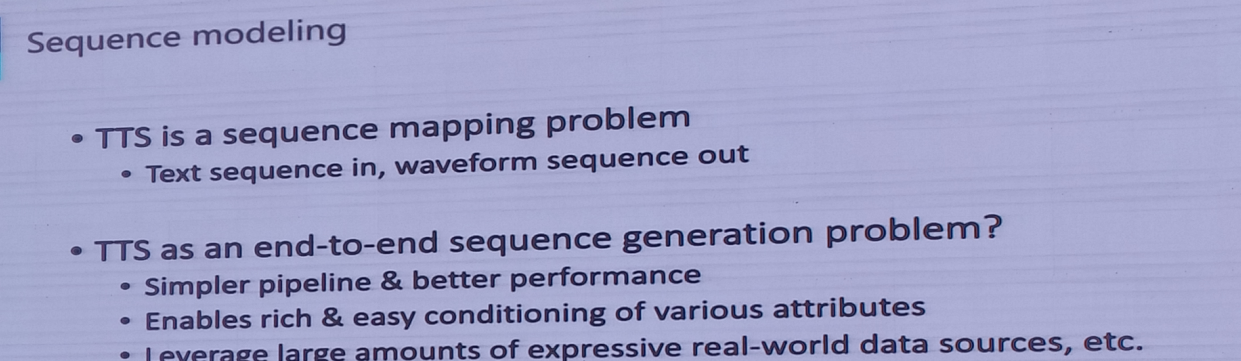 Sequence modeling
• TTS is a sequence mapping problem
• Text sequence in, waveform sequence out
• TTS as an end-to-end sequence generation problem?
• Simpler pipeline & better performance
• Enables rich & easy conditioning of various attributes
• Leverage large amounts of expressive real-world data sources, etc.